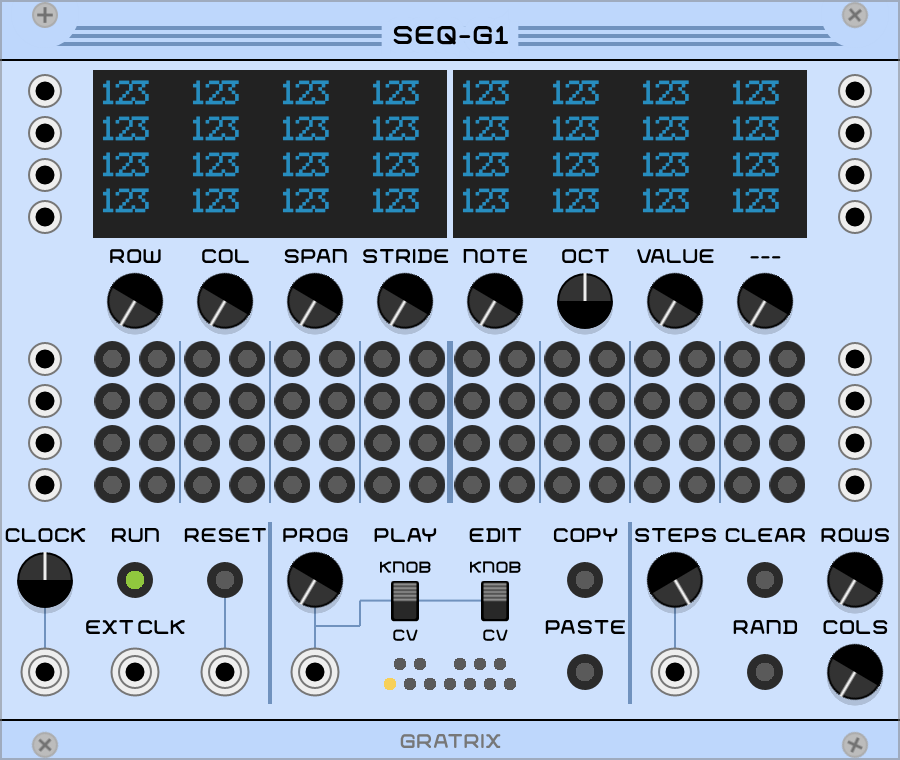 SEQ-G1
123 123 123 123 123 123 123 123
123 123 123 123 123 123 123 123
123 123 123 123 123 123 123 123
123 123 123 123 123 123 123 123
ROW COL SPAN STRIDE NOTE OCT VALUE ---
CLOCK RUN RESET PROG PLAY EDIT COPY STEPS CLEAR ROWS
KNOB KNOB
EXT CLK CV CV PASTE RAND COLS
GRATRIX